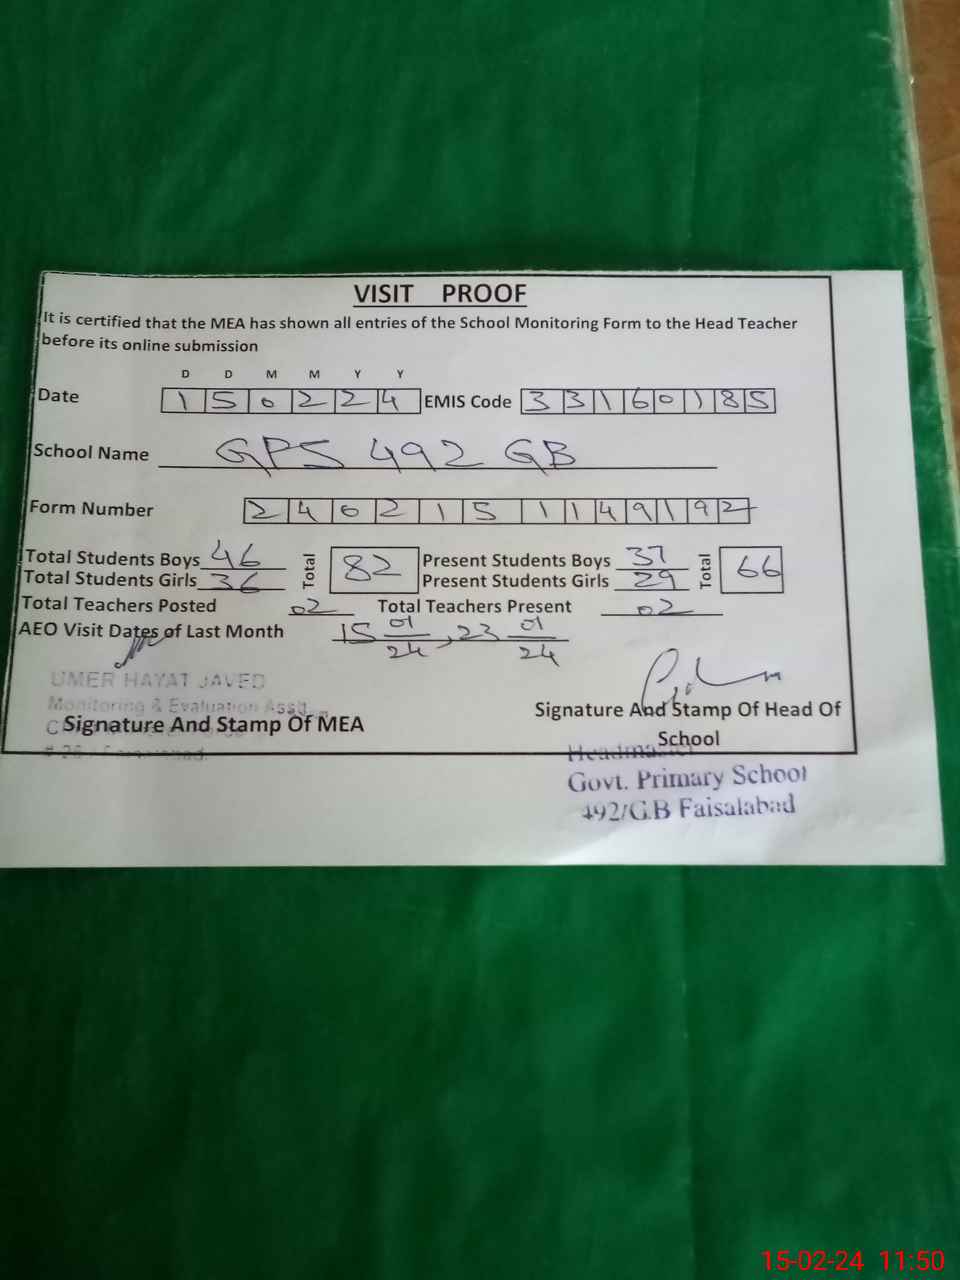 VISIT PROOF
It is certified that the MEA has shown all entries of the School Monitoring Form to the Head Teacher
before its online submission
D D M M Y Y
Date 1 5 0 2 2 4 EMIS Code 3 3 1 6 0 1 8 5
School Name GPS 492 GB
Form Number 2 4 0 2 1 5 1 1 4 9 1 9 2
Total Students Boys 46 Total 82 Present Students Boys 37 Total 66
Total Students Girls 36 Present Students Girls 29
Total Teachers Posted 02 Total Teachers Present 02
AEO Visit Dates of Last Month 15 01/24, 23 01/24
UMER HAYAT JAVED
Monitoring & Evaluation Asstt.
Signature And Stamp Of MEA
Signature And Stamp Of Head Of
School
Headmaster
Govt. Primary School
492/G.B Faisalabad
15-02-24 11:50